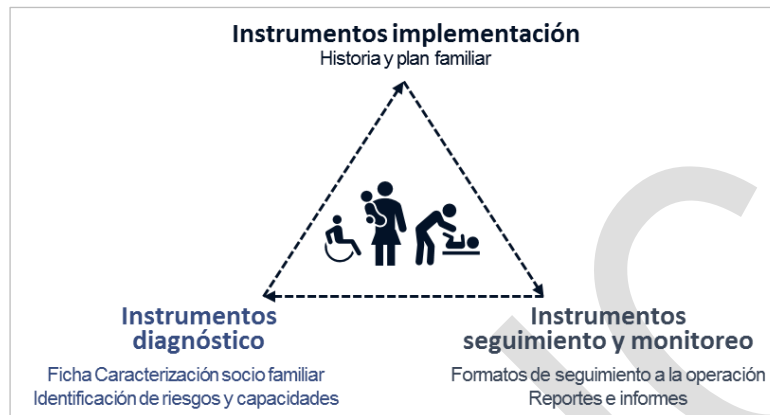 Instrumentos implementación
Historia y plan familiar
Instrumentos
diagnóstico
Ficha Caracterización socio familiar
Identificación de riesgos y capacidades
Instrumentos
seguimiento y monitoreo
Formatos de seguimiento a la operación
Reportes e informes